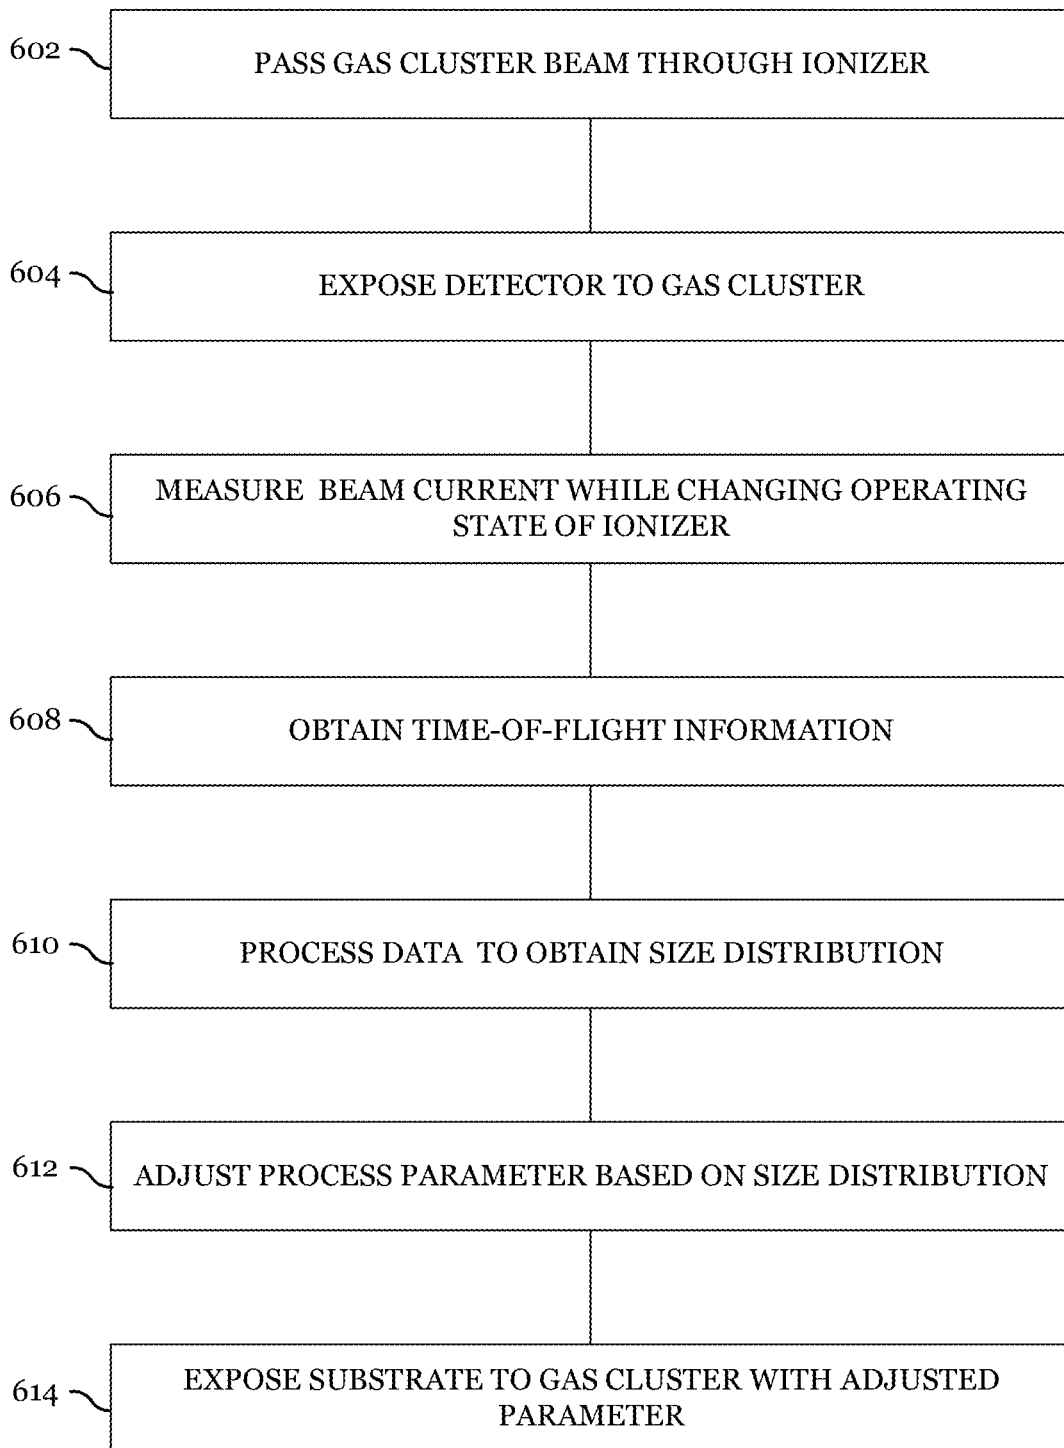 602
PASS GAS CLUSTER BEAM THROUGH IONIZER
604
EXPOSE DETECTOR TO GAS CLUSTER
606
MEASURE BEAM CURRENT WHILE CHANGING OPERATING
STATE OF IONIZER
608
OBTAIN TIME-OF-FLIGHT INFORMATION
610
PROCESS DATA TO OBTAIN SIZE DISTRIBUTION
612
ADJUST PROCESS PARAMETER BASED ON SIZE DISTRIBUTION
614
EXPOSE SUBSTRATE TO GAS CLUSTER WITH ADJUSTED
PARAMETER